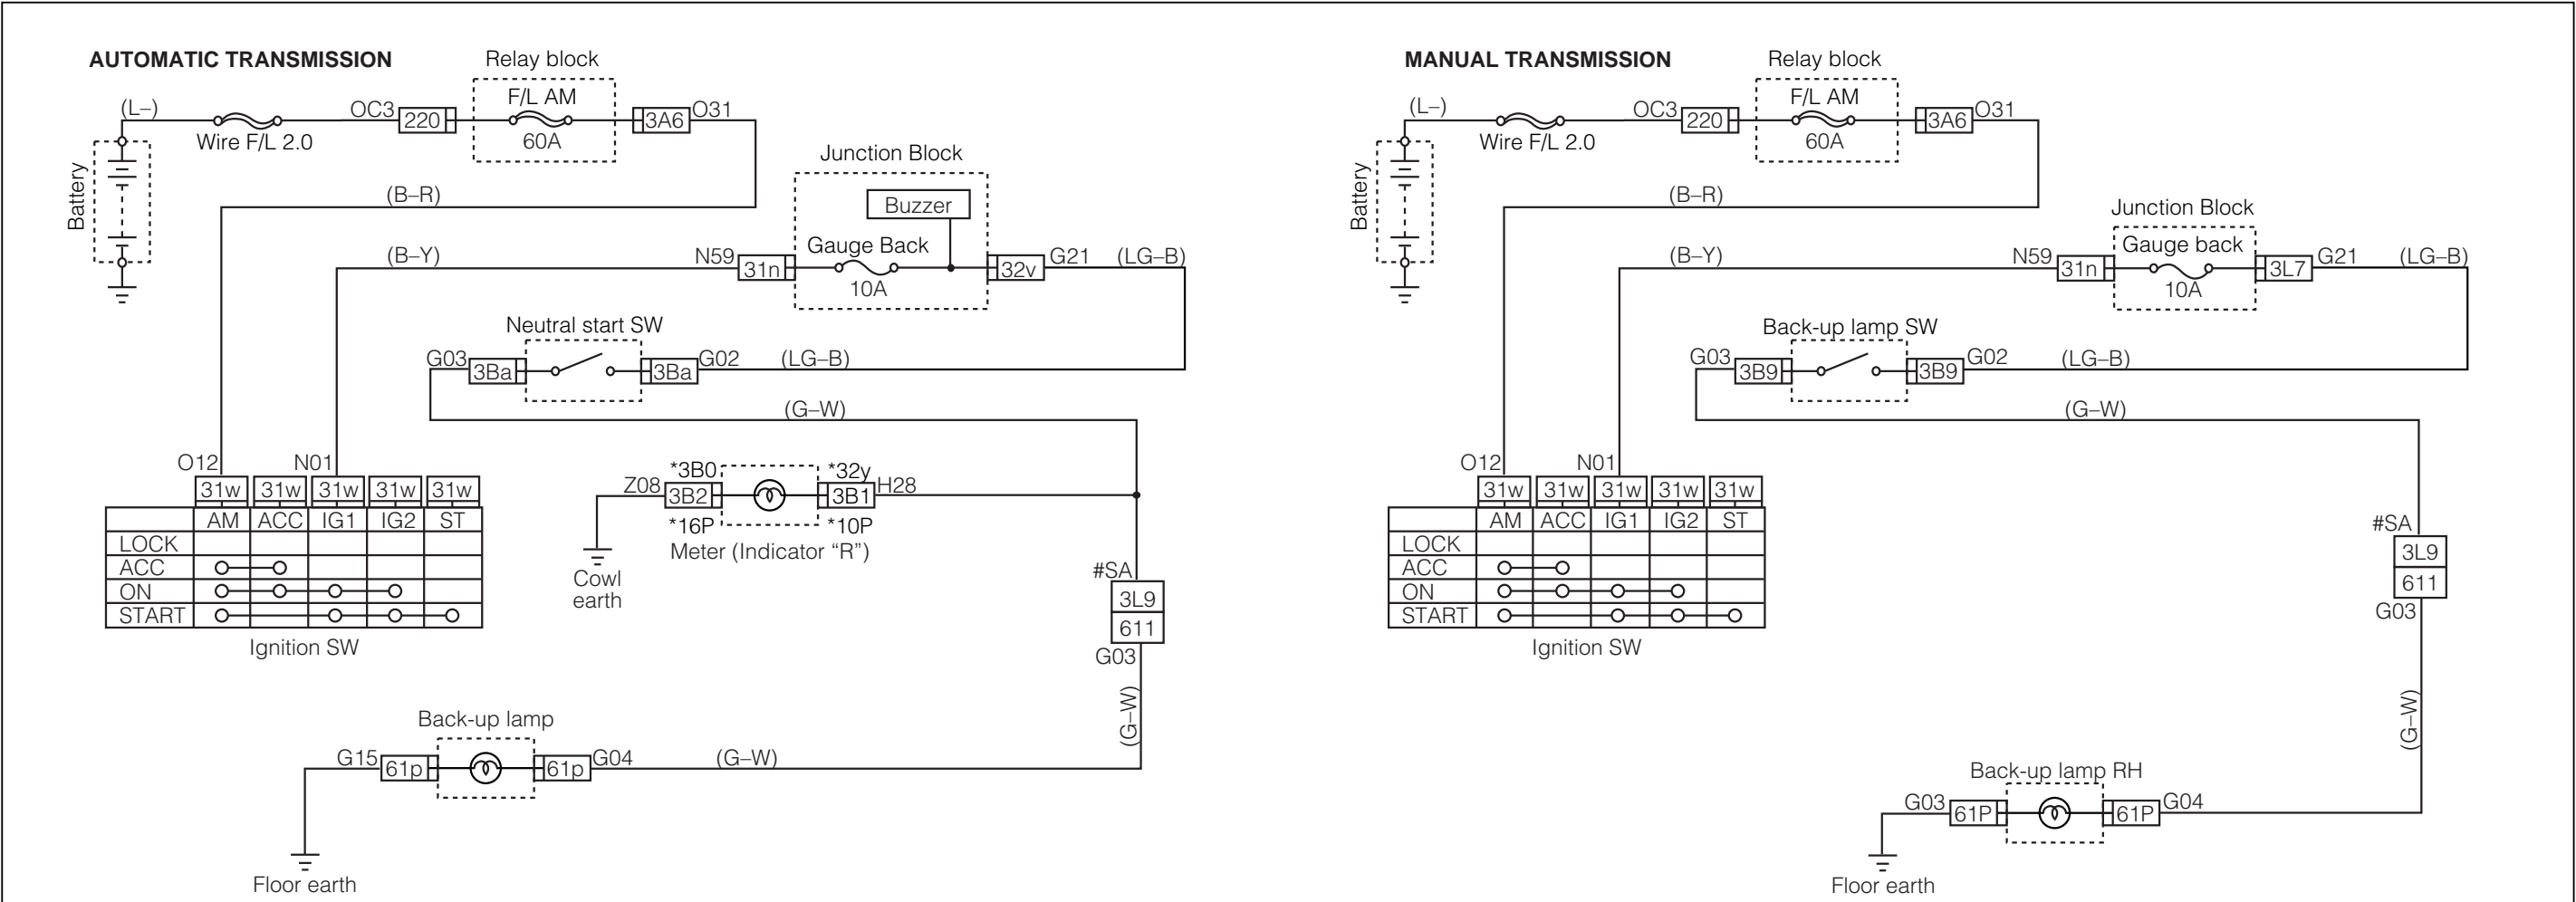 AUTOMATIC TRANSMISSION
Relay block
(L–)
Wire F/L 2.0
OC3
220
F/L AM
60A
3A6
O31
Battery
(B–R)
Junction Block
Buzzer
(B–Y)
N59
31n
Gauge Back
10A
32v
G21
(LG–B)
Neutral start SW
G03
3Ba
3Ba
G02
(LG–B)
(G–W)
O12
N01
31w 31w 31w 31w 31w
AM ACC IG1 IG2 ST
LOCK
ACC
ON
START
Ignition SW
*3B0
*32y
Z08
3B2
3B1
H28
*16P
*10P
Meter (Indicator “R”)
Cowl
earth
#SA
3L9
611
G03
(G–W)
Back-up lamp
G15
61p
61p
G04
(G–W)
Floor earth
MANUAL TRANSMISSION
Relay block
(L–)
Wire F/L 2.0
OC3
220
F/L AM
60A
3A6
O31
Battery
(B–R)
Junction Block
(B–Y)
N59
31n
Gauge back
10A
3L7
G21
(LG–B)
Back-up lamp SW
G03
3B9
3B9
G02
(LG–B)
(G–W)
O12
N01
31w 31w 31w 31w 31w
AM ACC IG1 IG2 ST
LOCK
ACC
ON
START
Ignition SW
#SA
3L9
611
G03
(G–W)
Back-up lamp RH
G03
61P
61P
G04
Floor earth